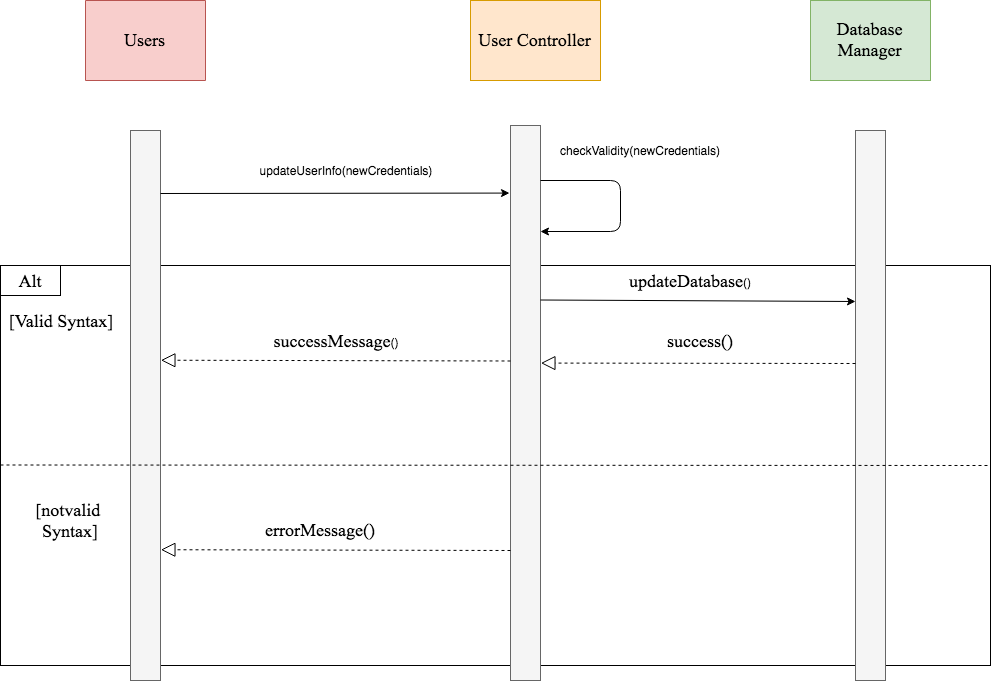 Users
User Controller
Database
Manager
checkValidity(newCredentials)
updateUserInfo(newCredentials)
Alt
updateDatabase()
[Valid Syntax]
successMessage()
success()
[notvalid
Syntax]
errorMessage()